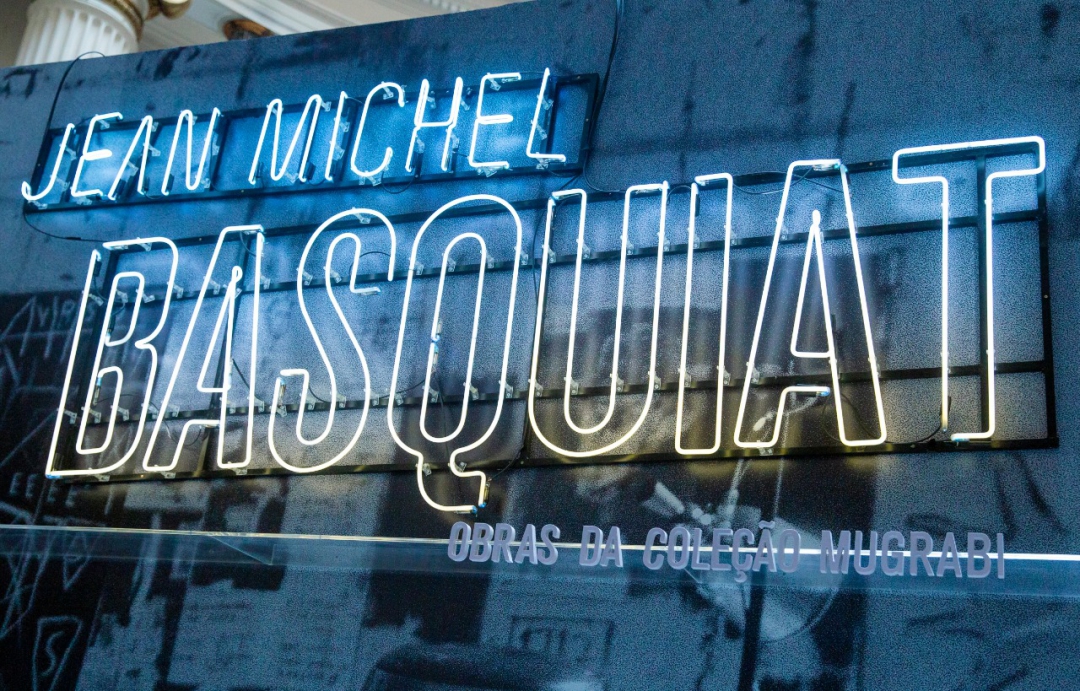 JEAN MICHEL
BASQUIAT
OBRAS DA COLEÇÃO MUGRABI